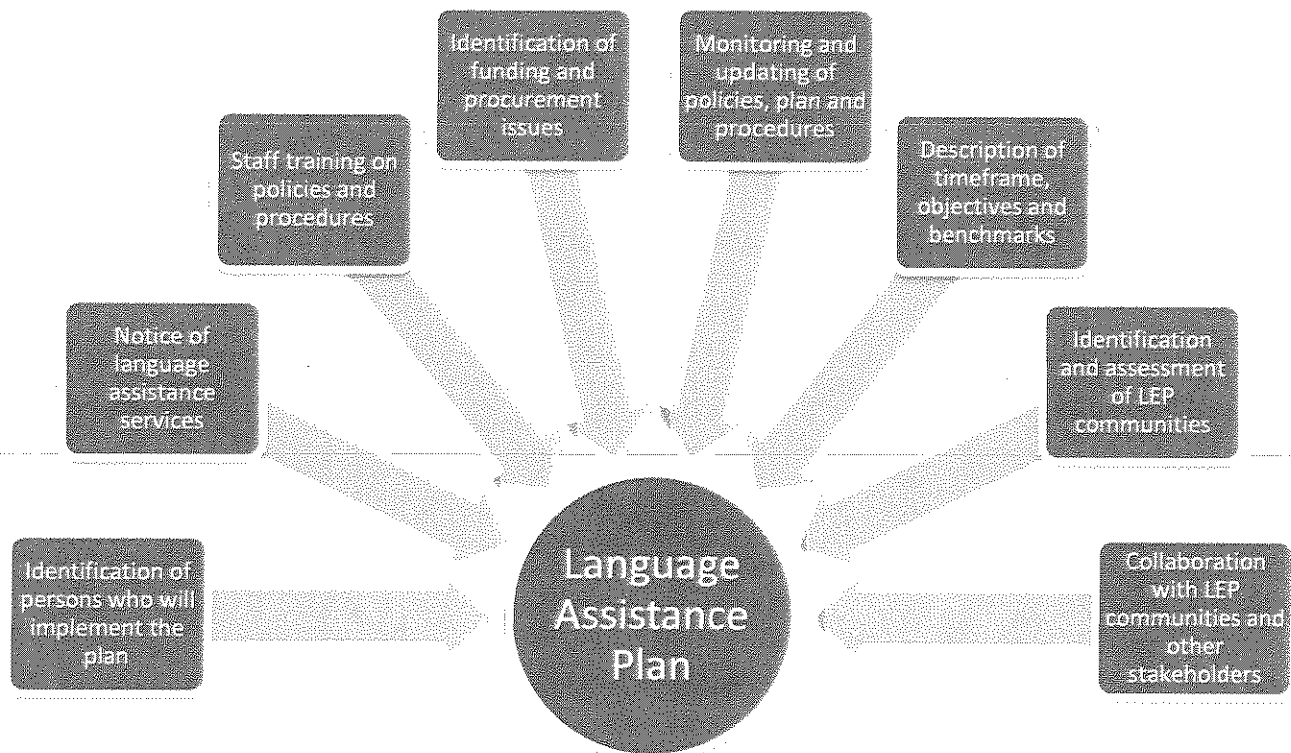 Identification of
funding and
procurement
issues
Monitoring and
updating of
policies, plan and
procedures
Staff training on
policies and
procedures
Description of
timeframe,
objectives and
benchmarks
Notice of
language
assistance
services
Identification
and assessment
of LEP
communities
Identification of
persons who will
implement the
plan
Language
Assistance
Plan
Collaboration
with LEP
communities and
other
stakeholders